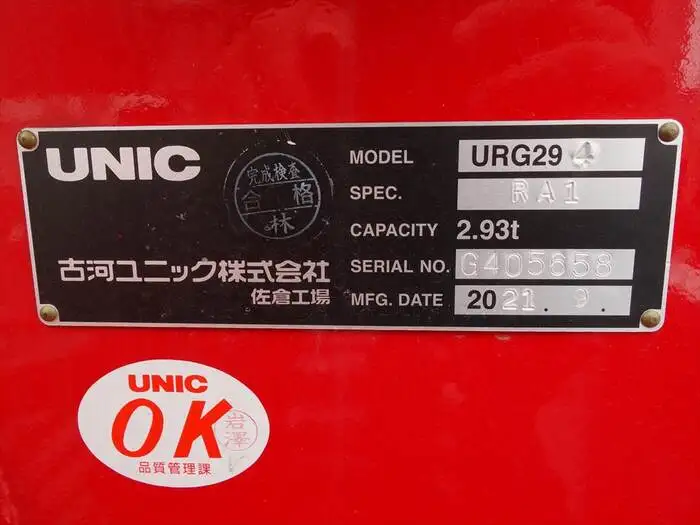 UNIC
完成検査
合格
林
古河ユニック株式会社
佐倉工場
MODEL URG29 4
SPEC. RA1
CAPACITY 2.93t
SERIAL NO. G405658
MFG. DATE 2021. 9.
UNIC
OK
岩澤
品質管理課